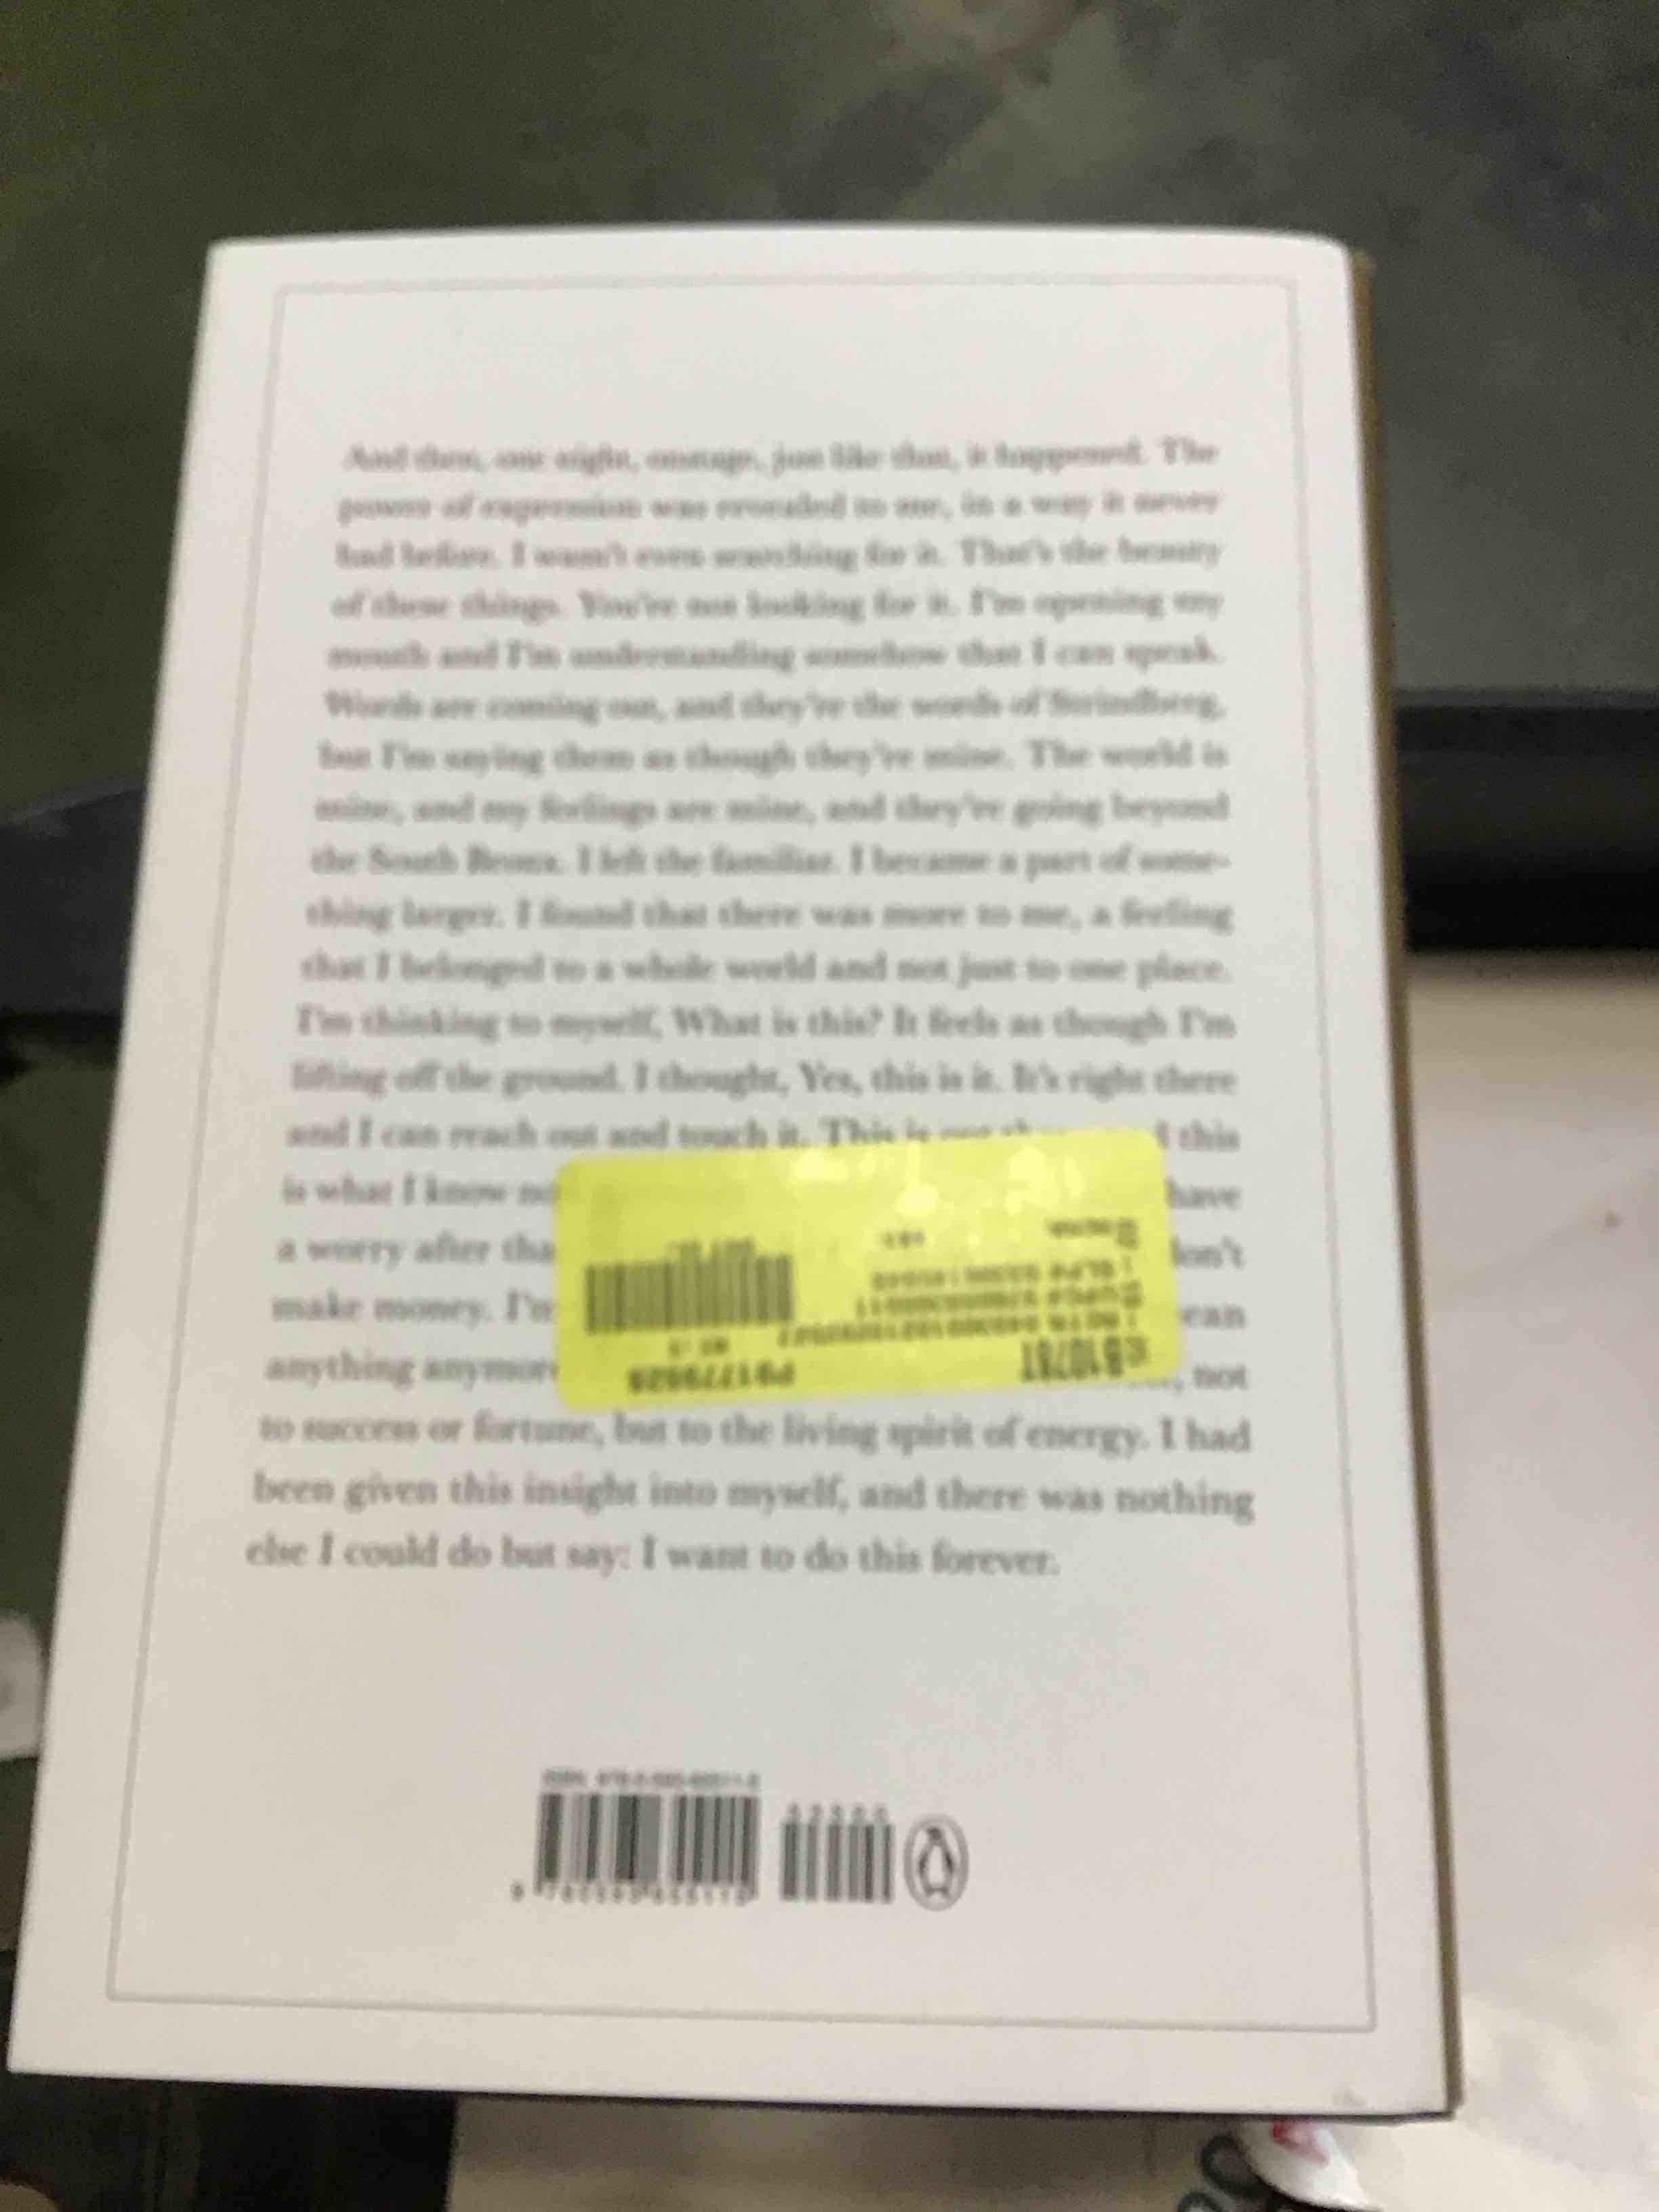 And then, one night, onstage, just like that, it happened. The
power of expression was revealed to me, in a way it never
had before. I wasn't even searching for it. That's the beauty
of these things. You're not looking for it. I'm opening my
mouth and I'm understanding somehow that I can speak.
Words are coming out, and they're the words of Strindberg,
but I'm saying them as though they're mine. The world is
mine, and my feelings are mine, and they're going beyond
the South Bronx. I left the familiar. I became a part of some-
thing larger. I found that there was more to me, a feeling
that I belonged to a whole world and not just to one place.
I'm thinking to myself, What is this? It feels as though I'm
lifting off the ground. I thought, Yes, this is it. It's right there
and I can reach out and touch it. This is this
is what I know have
a worry after
make money.
anything not
to success or fortune, but to the living spirit of energy. I had
been given this insight into myself, and there was nothing
else I could do but say: I want to do this forever.